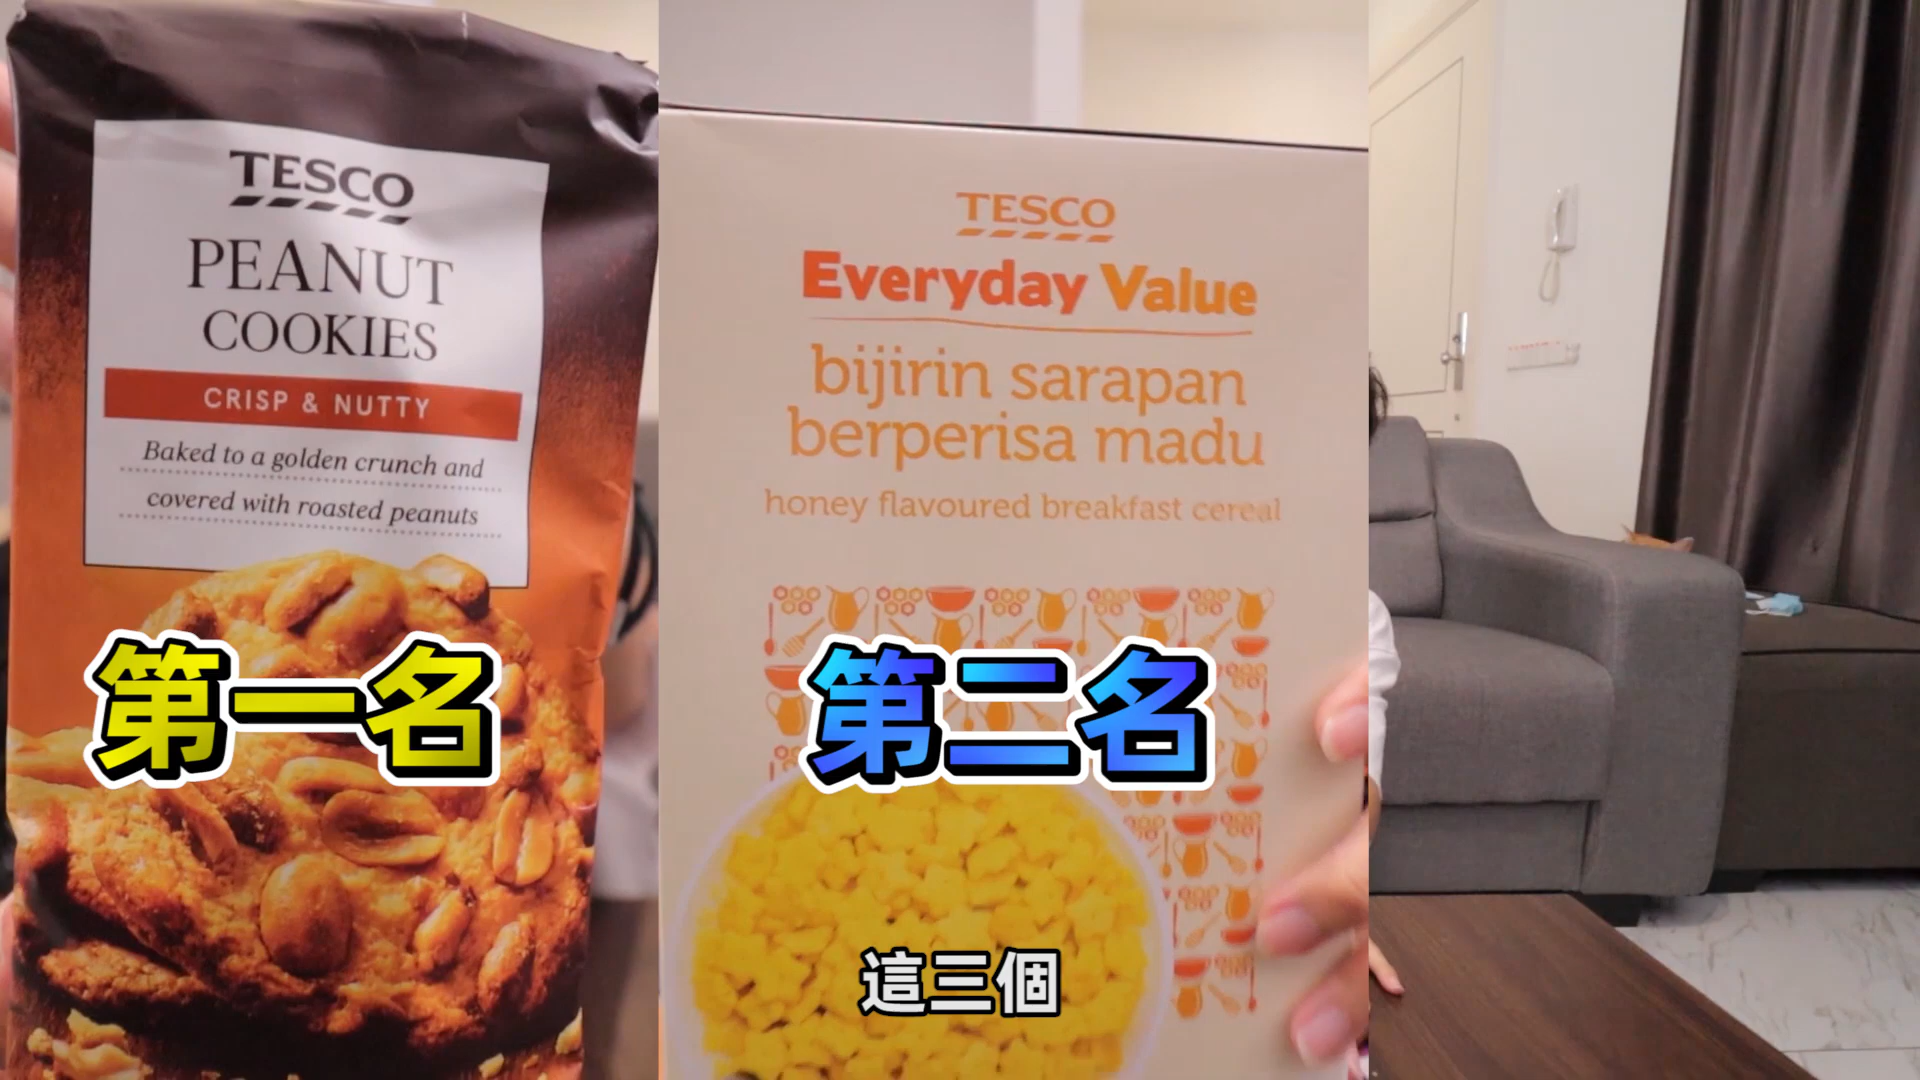 TESCO
PEANUT
COOKIES
CRISP & NUTTY
Baked to a golden crunch and
covered with roasted peanuts
第一名
TESCO
Everyday Value
bijirin sarapan
berperisa madu
honey flavoured breakfast cereal
第二名
這三個